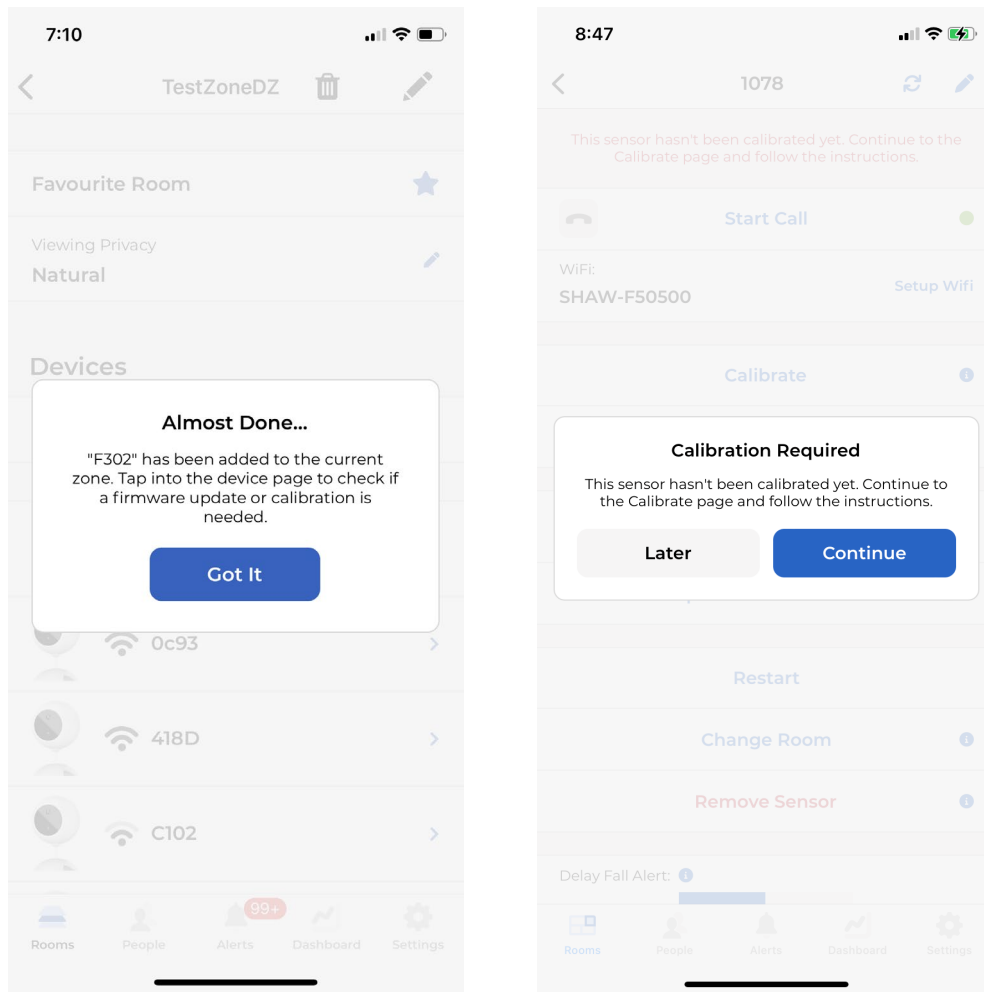 7:10
TestZoneDZ
Favourite Room
Viewing Privacy
Natural
Devices
Almost Done...
"F302" has been added to the current
zone. Tap into the device page to check if
a firmware update or calibration is
needed.
Got It
0c93
418D
C102
99+
Rooms People Alerts Dashboard Settings
8:47
1078
This sensor hasn't been calibrated yet. Continue to the
Calibrate page and follow the instructions.
Start Call
WiFi:
SHAW-F50500
Setup Wifi
Calibrate
Calibration Required
This sensor hasn't been calibrated yet. Continue to
the Calibrate page and follow the instructions.
Later Continue
Restart
Change Room
Remove Sensor
Delay Fall Alert:
Rooms People Alerts Dashboard Settings